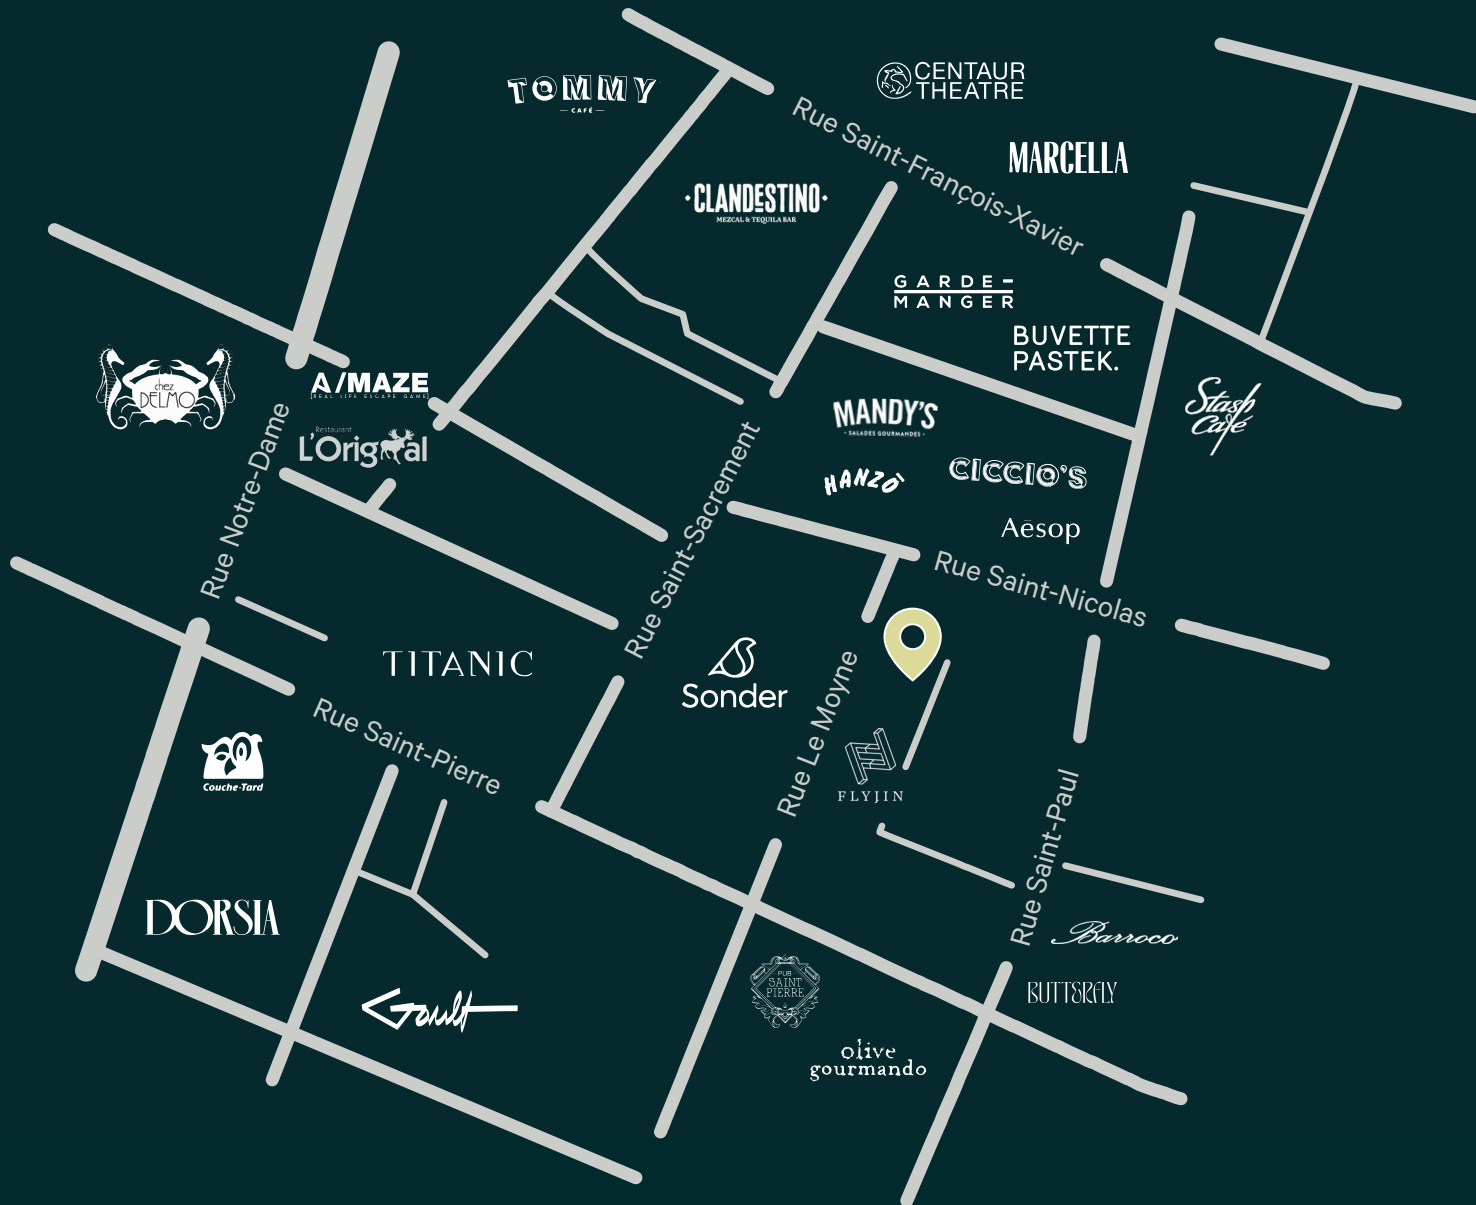 TOMMY
CAFÉ
CENTAUR
THEATRE
Rue Saint-François-Xavier
MARCELLA
CLANDESTINO
MEZCAL & TEQUILA BAR
GARDE-
MANGER
BUVETTE
PASTEK.
chez
DELMO
A/MAZE
[REAL LIFE ESCAPE GAME]
Restaurant
L'Orignal
Rue Notre-Dame
Stash
Café
MANDY'S
SALADES GOURMANDES
HANZÔ
CICCIO'S
Aēsop
Rue Saint-Sacrement
Rue Saint-Nicolas
TITANIC
Sonder
Rue Le Moyne
Rue Saint-Pierre
Couche-Tard
FLYJIN
Rue Saint-Paul
DORSIA
Barroco
BUTTERFLY
Gault
PUB
SAINT
PIERRE
olive
gourmando